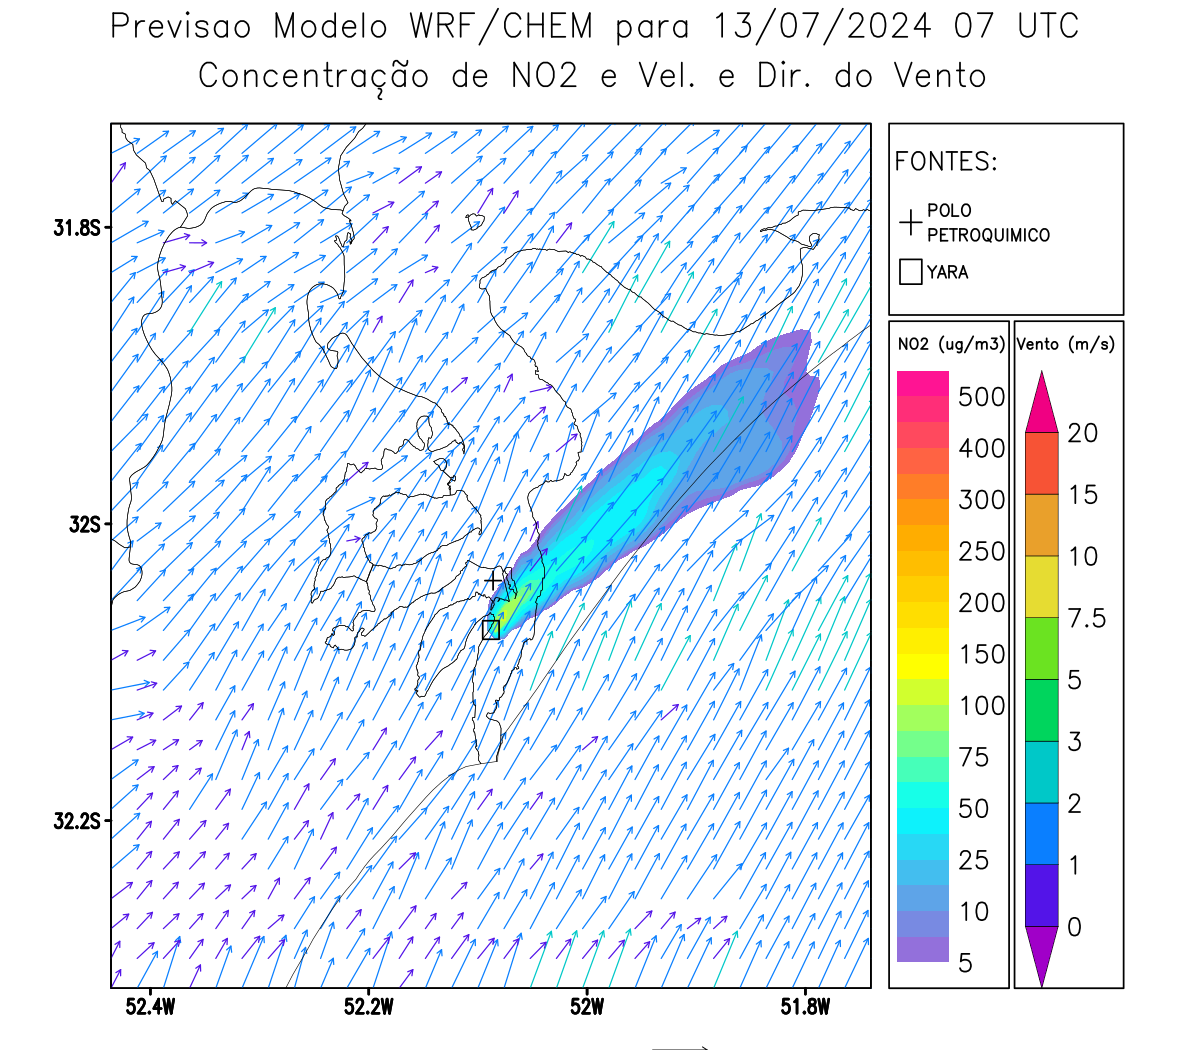 Previsao Modelo WRF/CHEM para 13/07/2024 07 UTC
Concentração de NO2 e Vel. e Dir. do Vento
FONTES:
POLO
PETROQUIMICO
YARA
NO2 (ug/m3)
500
400
300
250
200
150
100
75
50
25
10
5
Vento (m/s)
20
15
10
7.5
5
3
2
1
0
31.8S
32S
32.2S
52.4W
52.2W
52W
51.8W